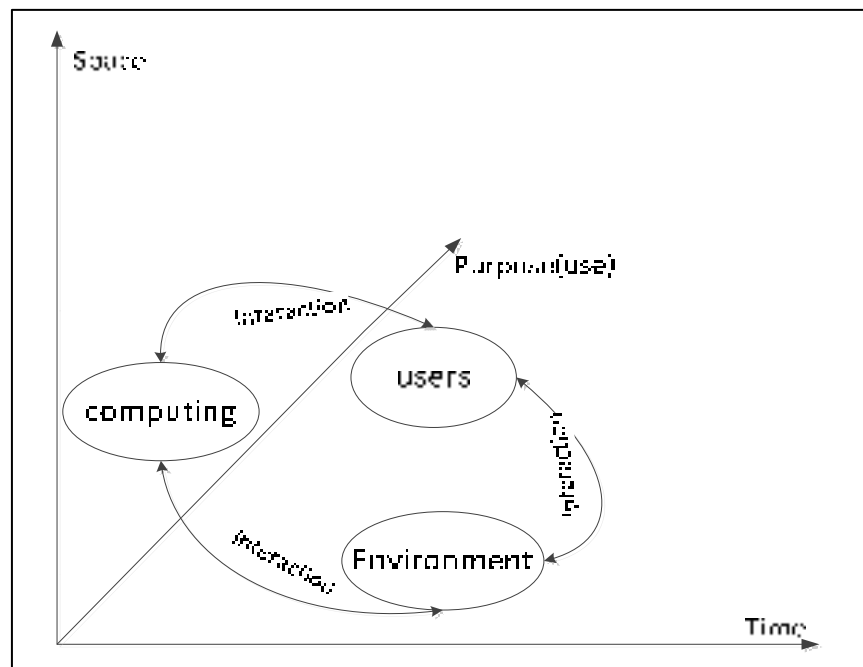 Space
Purpose(use)
Interaction
users
computing
Interaction
Interaction
Environment
Time